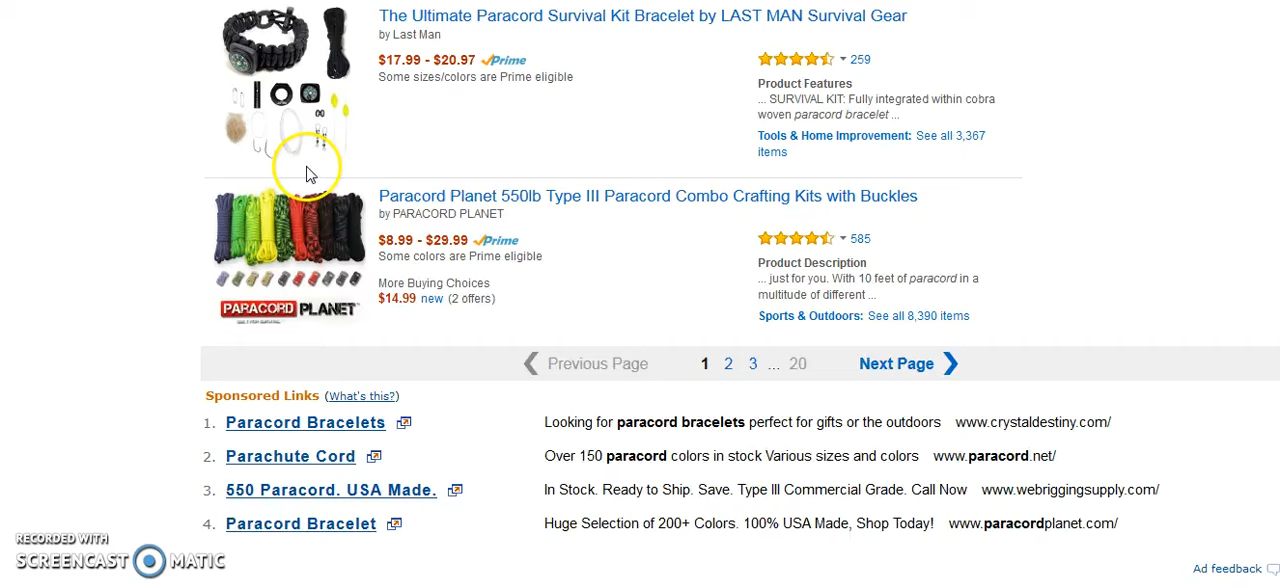 The Ultimate Paracord Survival Kit Bracelet by LAST MAN Survival Gear
by Last Man
$17.99 - $20.97 Prime
Some sizes/colors are Prime eligible
259
Product Features
... SURVIVAL KIT: Fully integrated within cobra
woven paracord bracelet ...
Tools & Home Improvement: See all 3,367
items
Paracord Planet 550lb Type III Paracord Combo Crafting Kits with Buckles
by PARACORD PLANET
$8.99 - $29.99 Prime
Some colors are Prime eligible
More Buying Choices
$14.99 new (2 offers)
585
Product Description
... just for you. With 10 feet of paracord in a
multitude of different ...
Sports & Outdoors: See all 8,390 items
PARACORD PLANET
Previous Page 1 2 3 ... 20 Next Page
Sponsored Links (What's this?)
1. Paracord Bracelets Looking for paracord bracelets perfect for gifts or the outdoors www.crystaldestiny.com/
2. Parachute Cord Over 150 paracord colors in stock Various sizes and colors www.paracord.net/
3. 550 Paracord. USA Made. In Stock. Ready to Ship. Save. Type III Commercial Grade. Call Now www.webriggingsupply.com/
4. Paracord Bracelet Huge Selection of 200+ Colors. 100% USA Made, Shop Today! www.paracordplanet.com/
RECORDED WITH
SCREENCAST MATIC
Ad feedback